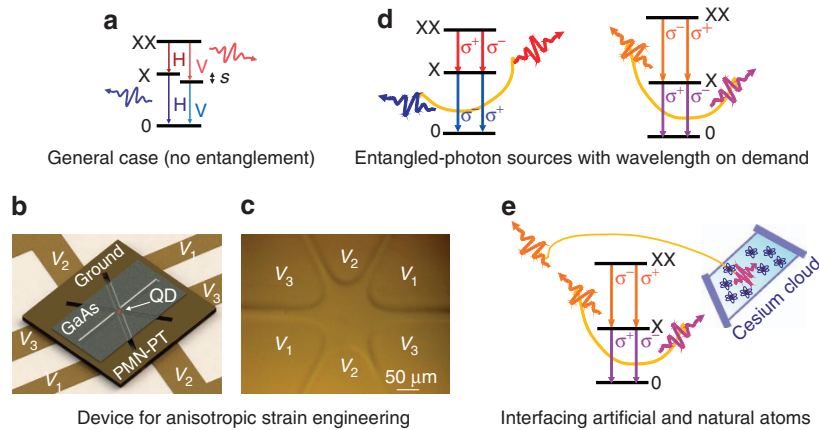 a
XX
H
V
X
s
H
V
0
General case (no entanglement)
d
XX
σ+ σ−
X
σ− σ+
0
XX
σ− σ+
X
σ+ σ−
0
Entangled-photon sources with wavelength on demand
b
V2
Ground
V1
V3
QD
GaAs
PMN-PT
V3
V1
V2
c
V2
V3
V1
V1
V3
V2
50 µm
Device for anisotropic strain engineering
e
XX
σ− σ+
X
σ+ σ−
0
Cesium cloud
Interfacing artificial and natural atoms